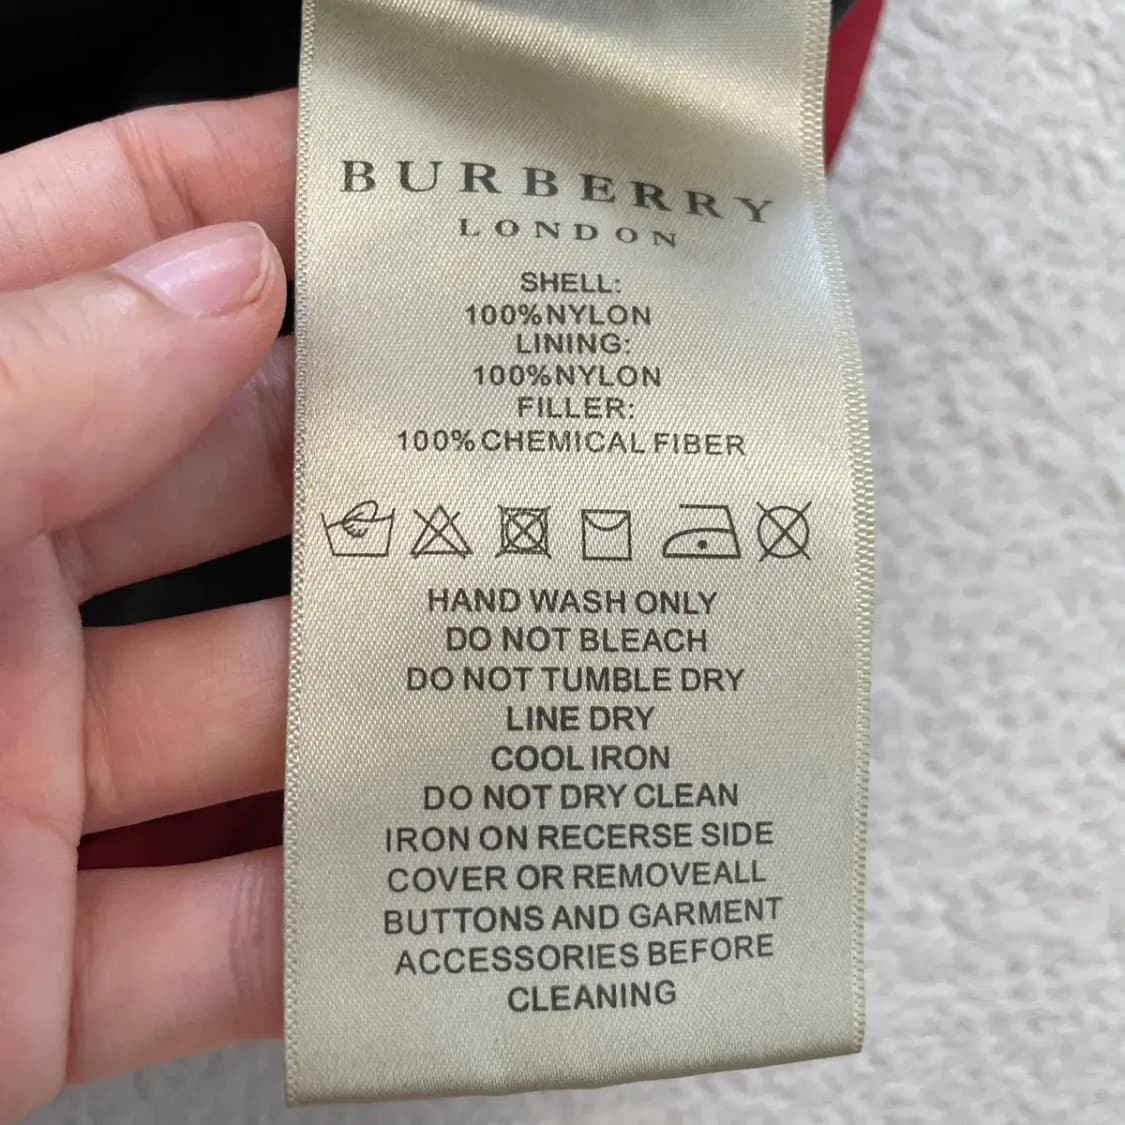 BURBERRY
LONDON
SHELL:
100%NYLON
LINING:
100%NYLON
FILLER:
100% CHEMICAL FIBER
HAND WASH ONLY
DO NOT BLEACH
DO NOT TUMBLE DRY
LINE DRY
COOL IRON
DO NOT DRY CLEAN
IRON ON RECERSE SIDE
COVER OR REMOVEALL
BUTTONS AND GARMENT
ACCESSORIES BEFORE
CLEANING